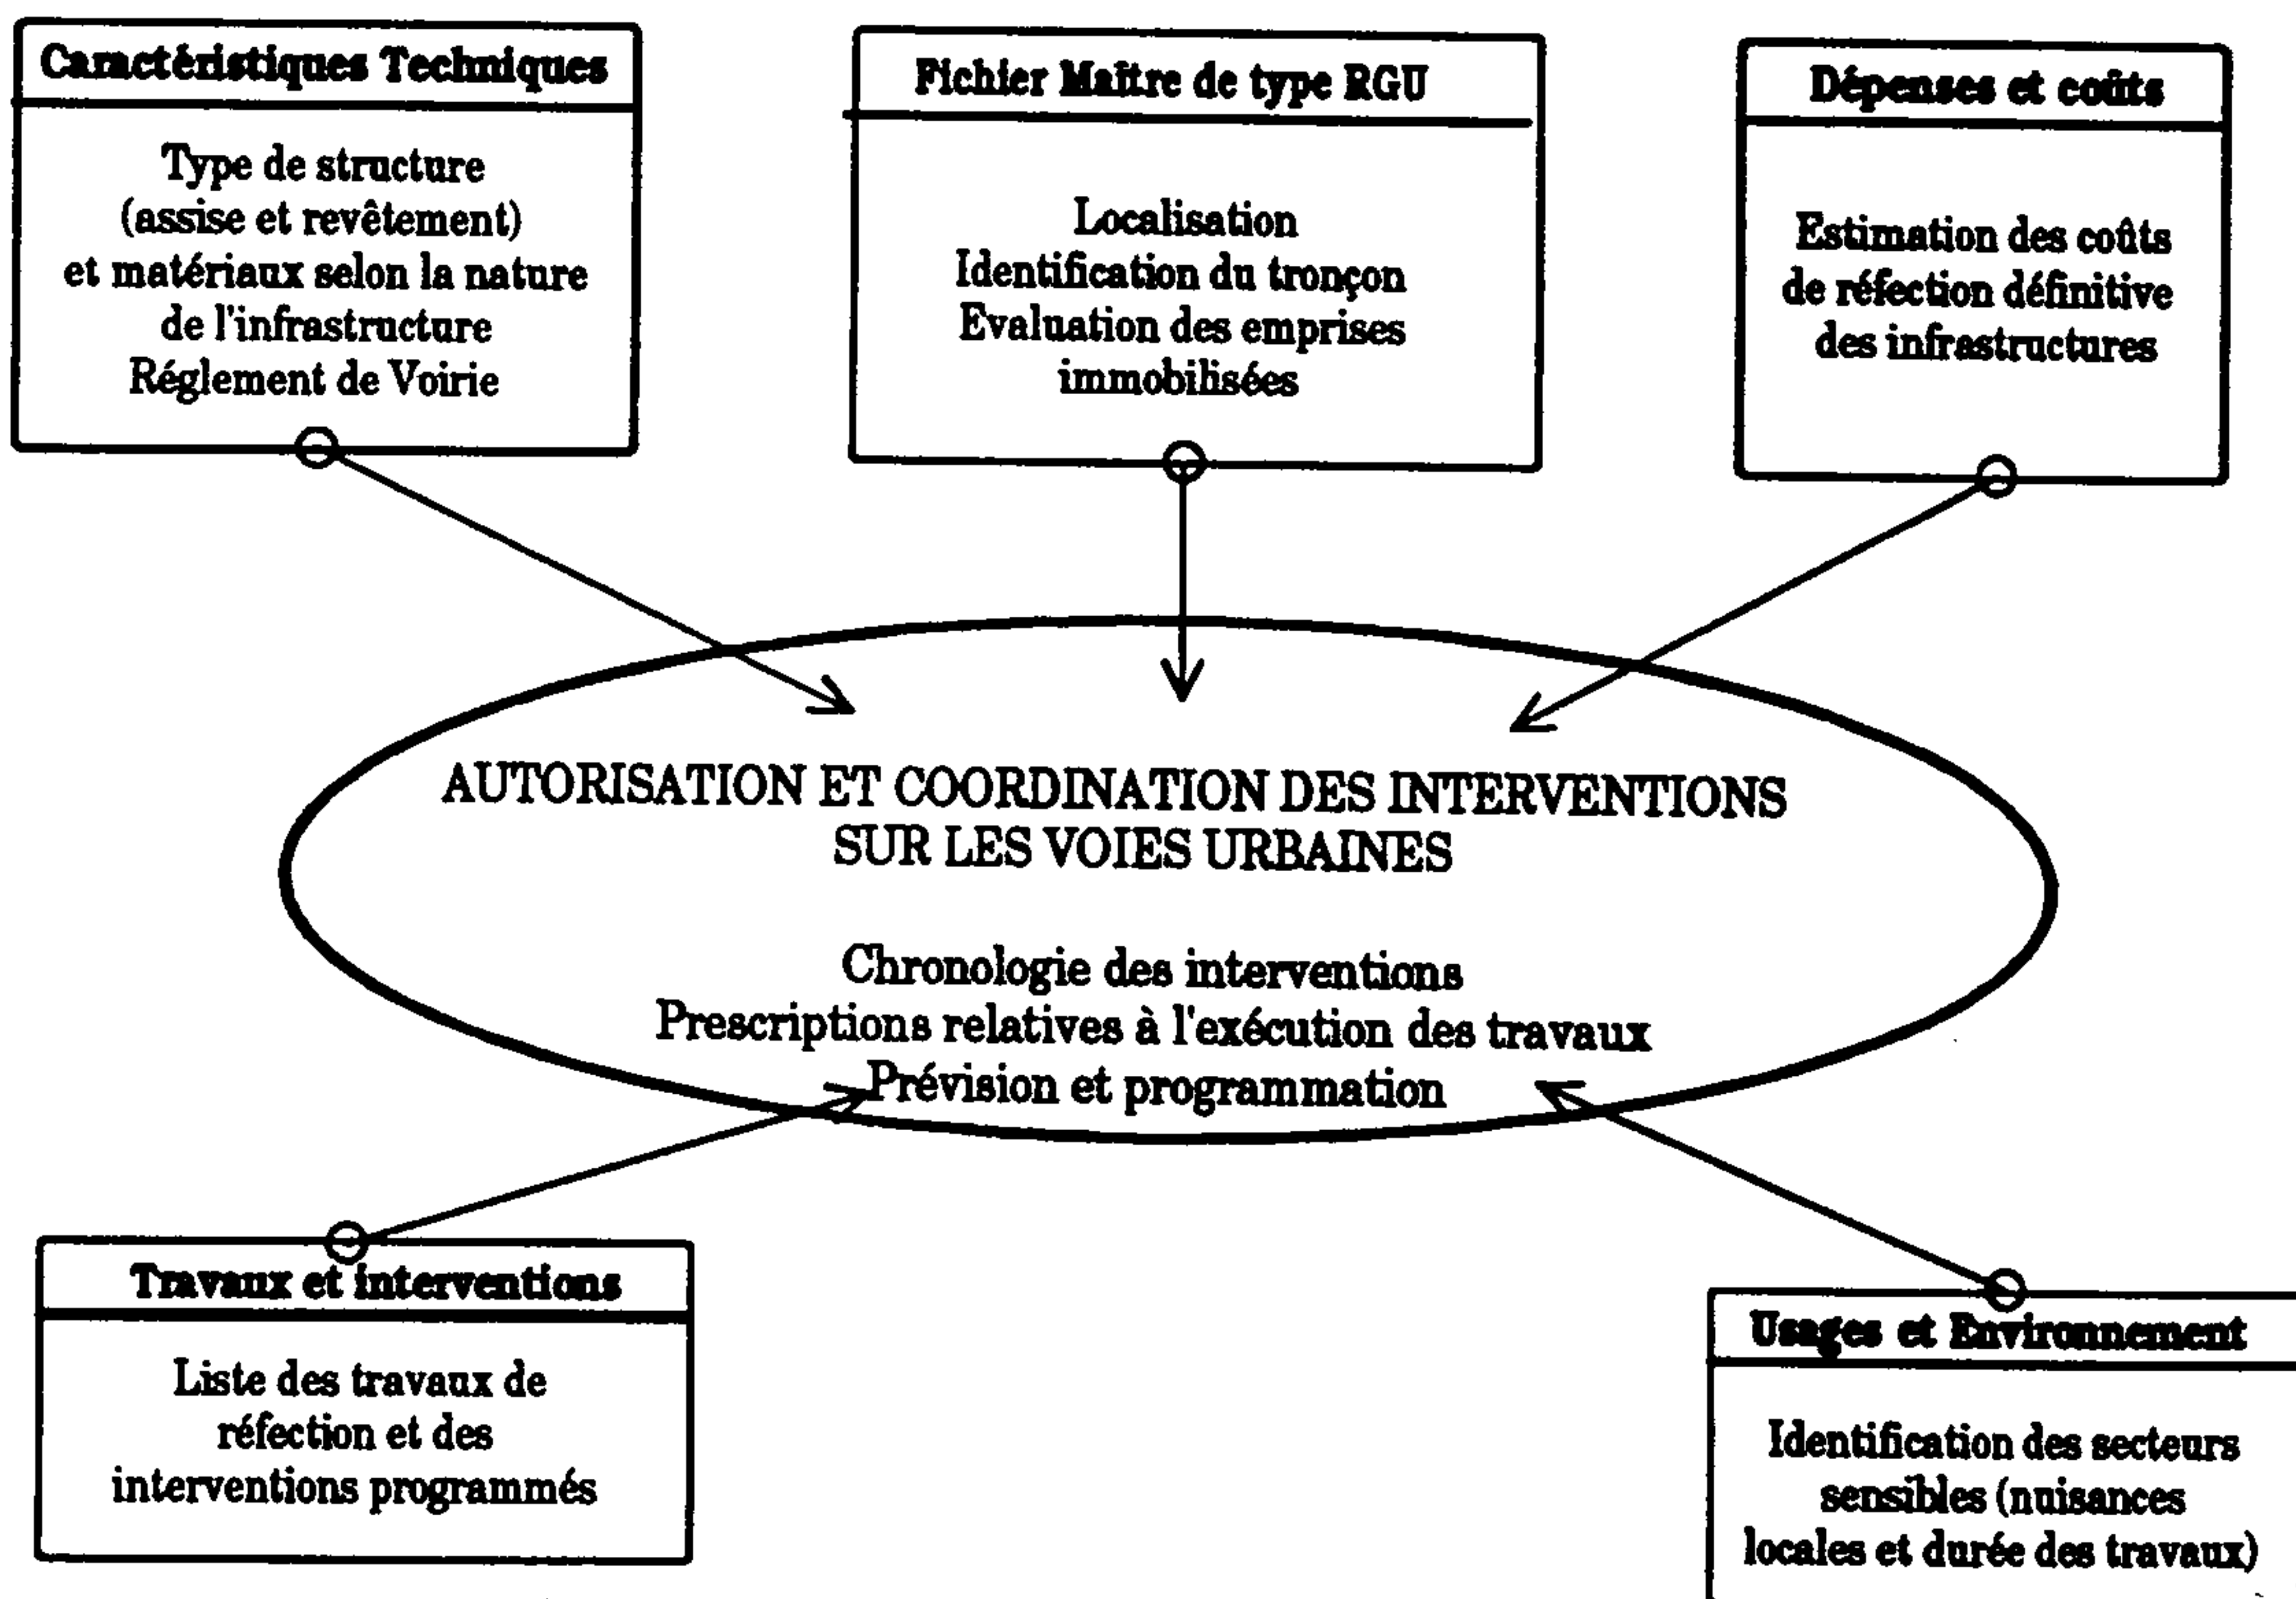 Caractéristiques Techniques
Type de structure
(assise et revêtement)
et matériaux selon la nature
de l'infrastructure
Réglement de Voirie
Fichier Maître de type RGU
Localisation
Identification du tronçon
Evaluation des emprises
immobilisées
Dépenses et coûts
Estimation des coûts
de réfection définitive
des infrastructures
AUTORISATION ET COORDINATION DES INTERVENTIONS
SUR LES VOIES URBAINES
Chronologie des interventions
Prescriptions relatives à l'exécution des travaux
Prévision et programmation
Travaux et interventions
Liste des travaux de
réfection et des
interventions programmés
Usages et Environnement
Identification des secteurs
sensibles (nuisances
locales et durée des travaux)